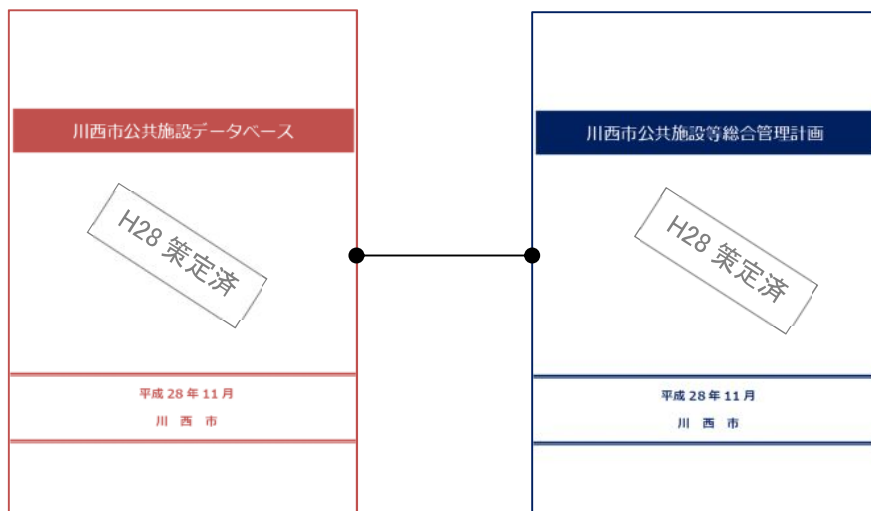 川西市公共施設データベース
H28 策定済
平成 28 年 11 月
川 西 市
川西市公共施設等総合管理計画
H28 策定済
平成 28 年 11 月
川 西 市